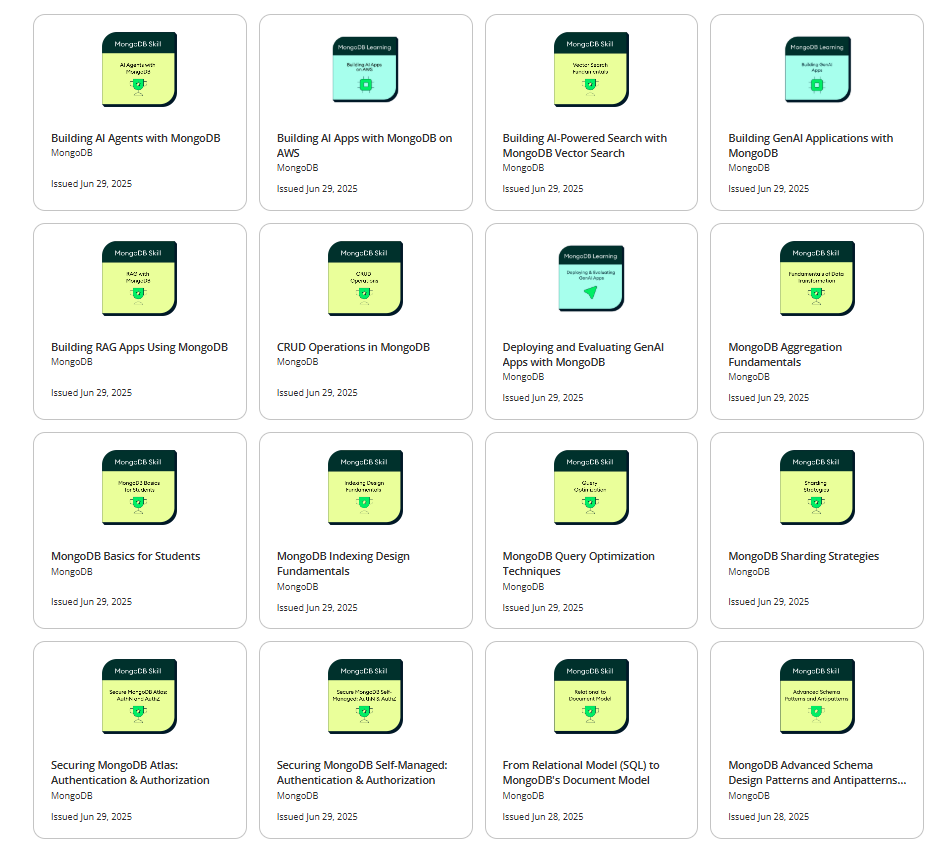 MongoDB Skill
AI Agents with
MongoDB
Building AI Agents with MongoDB
MongoDB
Issued Jun 29, 2025
MongoDB Learning
Building AI Apps
on AWS
Building AI Apps with MongoDB on
AWS
MongoDB
Issued Jun 29, 2025
MongoDB Skill
Vector Search
Fundamentals
Building AI-Powered Search with
MongoDB Vector Search
MongoDB
Issued Jun 29, 2025
MongoDB Learning
Building GenAI
Apps
Building GenAI Applications with
MongoDB
MongoDB
Issued Jun 29, 2025
MongoDB Skill
RAG with
MongoDB
Building RAG Apps Using MongoDB
MongoDB
Issued Jun 29, 2025
MongoDB Skill
CRUD
Operations
CRUD Operations in MongoDB
MongoDB
Issued Jun 29, 2025
MongoDB Learning
Deploying & Evaluating
GenAI Apps
Deploying and Evaluating GenAI
Apps with MongoDB
MongoDB
Issued Jun 29, 2025
MongoDB Skill
Fundamentals of Data
Transformation
MongoDB Aggregation
Fundamentals
MongoDB
Issued Jun 29, 2025
MongoDB Skill
MongoDB Basics
for Students
MongoDB Basics for Students
MongoDB
Issued Jun 29, 2025
MongoDB Skill
Indexing Design
Fundamentals
MongoDB Indexing Design
Fundamentals
MongoDB
Issued Jun 29, 2025
MongoDB Skill
Query
Optimization
MongoDB Query Optimization
Techniques
MongoDB
Issued Jun 29, 2025
MongoDB Skill
Sharding
Strategies
MongoDB Sharding Strategies
MongoDB
Issued Jun 29, 2025
MongoDB Skill
Secure MongoDB Atlas:
AuthN and AuthZ
Securing MongoDB Atlas:
Authentication & Authorization
MongoDB
Issued Jun 29, 2025
MongoDB Skill
Secure MongoDB Self-
Managed: AuthN & AuthZ
Securing MongoDB Self-Managed:
Authentication & Authorization
MongoDB
Issued Jun 29, 2025
MongoDB Skill
Relational to
Document Model
From Relational Model (SQL) to
MongoDB's Document Model
MongoDB
Issued Jun 28, 2025
MongoDB Skill
Advanced Schema
Patterns and Antipatterns
MongoDB Advanced Schema
Design Patterns and Antipatterns...
MongoDB
Issued Jun 28, 2025